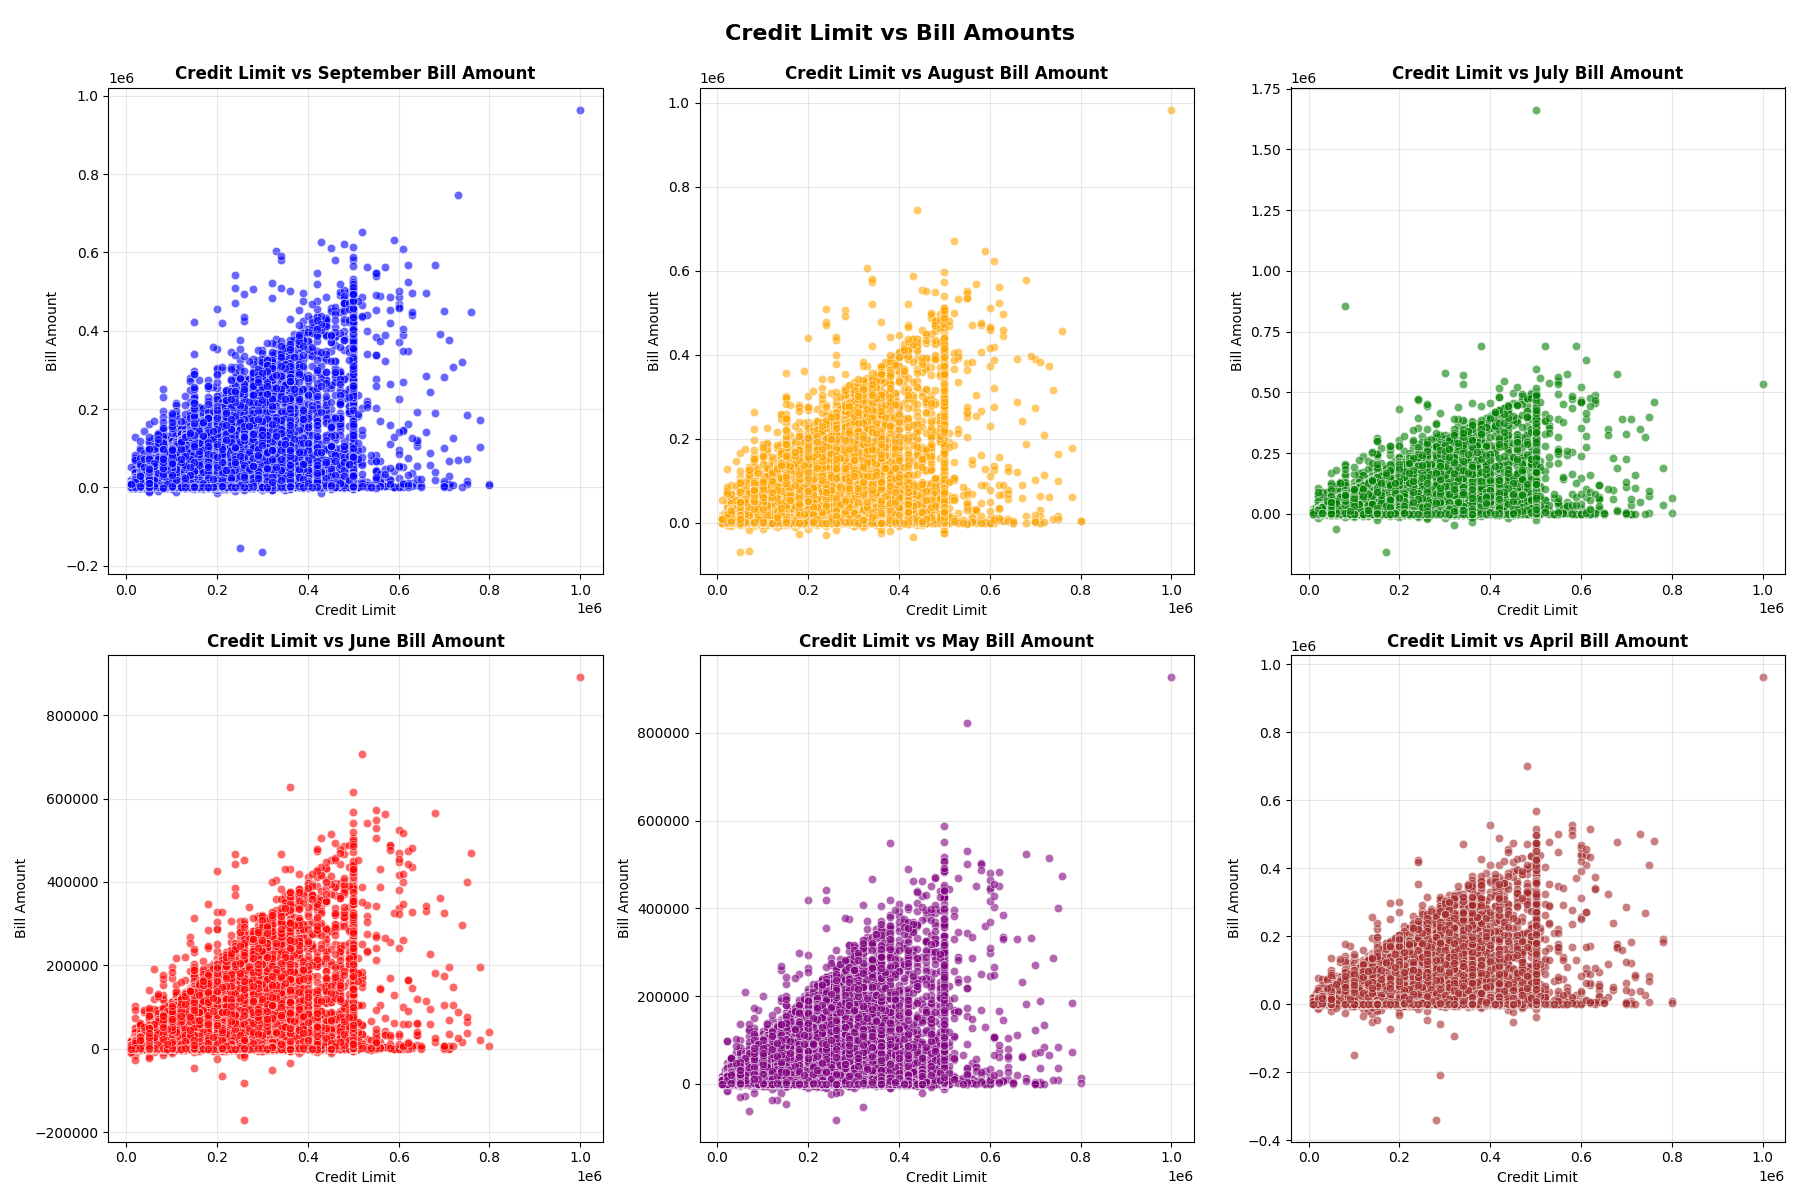 Credit Limit vs Bill Amounts
Credit Limit vs September Bill Amount
1e6
1.0
0.8
0.6
0.4
0.2
0.0
−0.2
Bill Amount
0.0 0.2 0.4 0.6 0.8 1.0
1e6
Credit Limit
Credit Limit vs August Bill Amount
1e6
1.0
0.8
0.6
0.4
0.2
0.0
Bill Amount
0.0 0.2 0.4 0.6 0.8 1.0
1e6
Credit Limit
Credit Limit vs July Bill Amount
1e6
1.75
1.50
1.25
1.00
0.75
0.50
0.25
0.00
Bill Amount
0.0 0.2 0.4 0.6 0.8 1.0
1e6
Credit Limit
Credit Limit vs June Bill Amount
800000
600000
400000
200000
0
−200000
Bill Amount
0.0 0.2 0.4 0.6 0.8 1.0
1e6
Credit Limit
Credit Limit vs May Bill Amount
800000
600000
400000
200000
0
Bill Amount
0.0 0.2 0.4 0.6 0.8 1.0
1e6
Credit Limit
Credit Limit vs April Bill Amount
1e6
1.0
0.8
0.6
0.4
0.2
0.0
−0.2
−0.4
Bill Amount
0.0 0.2 0.4 0.6 0.8 1.0
1e6
Credit Limit